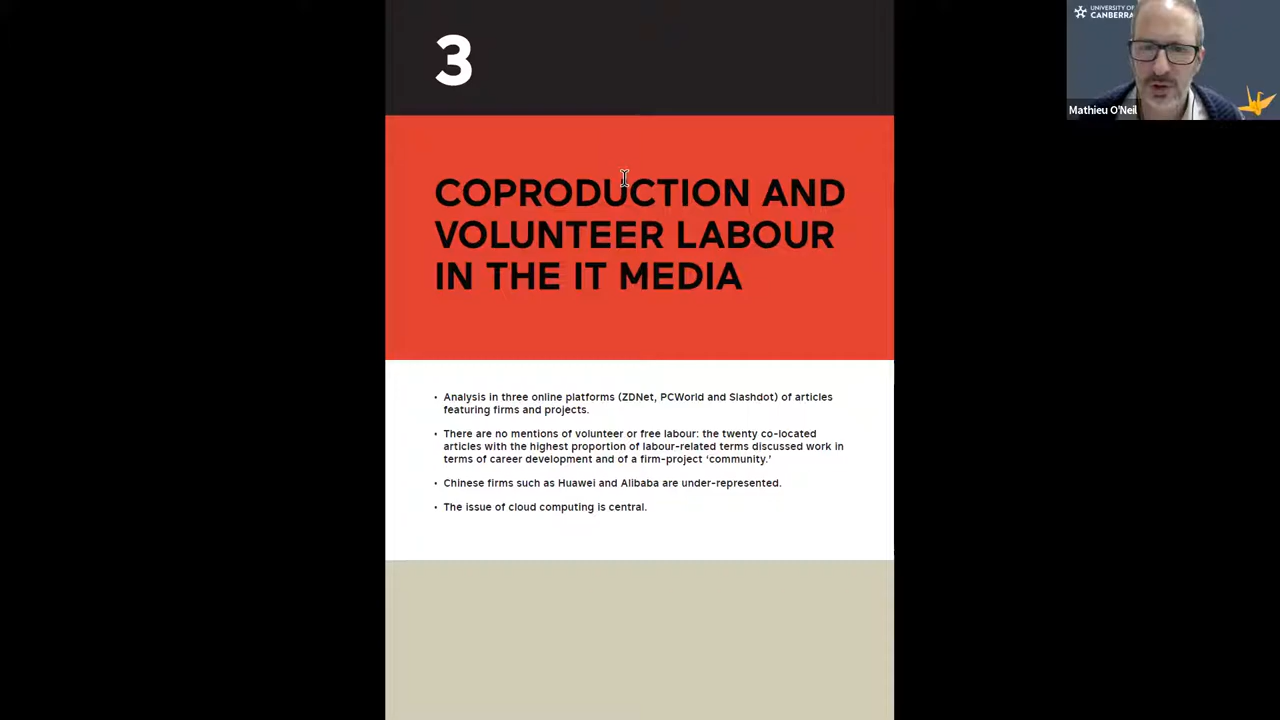 3
COPRODUCTION AND
VOLUNTEER LABOUR
IN THE IT MEDIA
• Analysis in three online platforms (ZDNet, PCWorld and Slashdot) of articles
featuring firms and projects.
• There are no mentions of volunteer or free labour: the twenty co-located
articles with the highest proportion of labour-related terms discussed work in
terms of career development and of a firm-project ‘community.’
• Chinese firms such as Huawei and Alibaba are under-represented.
• The issue of cloud computing is central.
UNIVERSITY OF
CANBERRA
Mathieu O'Neil